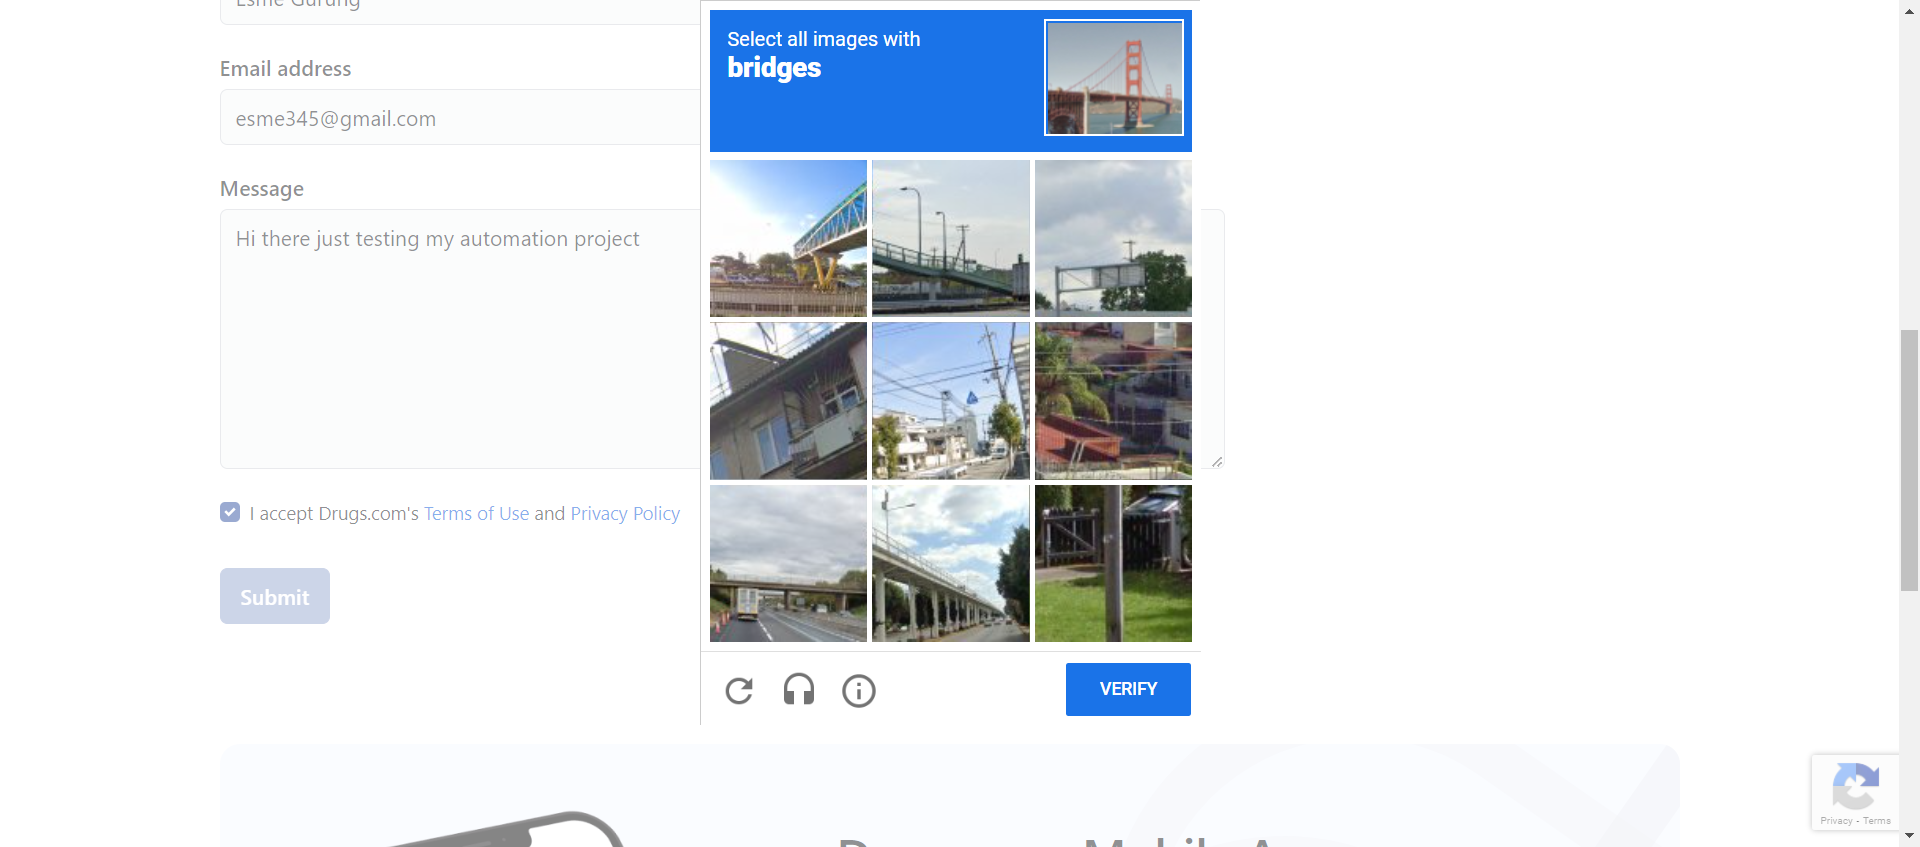 Esme Gurung
Email address
esme345@gmail.com
Message
Hi there just testing my automation project
I accept Drugs.com's Terms of Use and Privacy Policy
Submit
Select all images with
bridges
VERIFY
Privacy - Terms